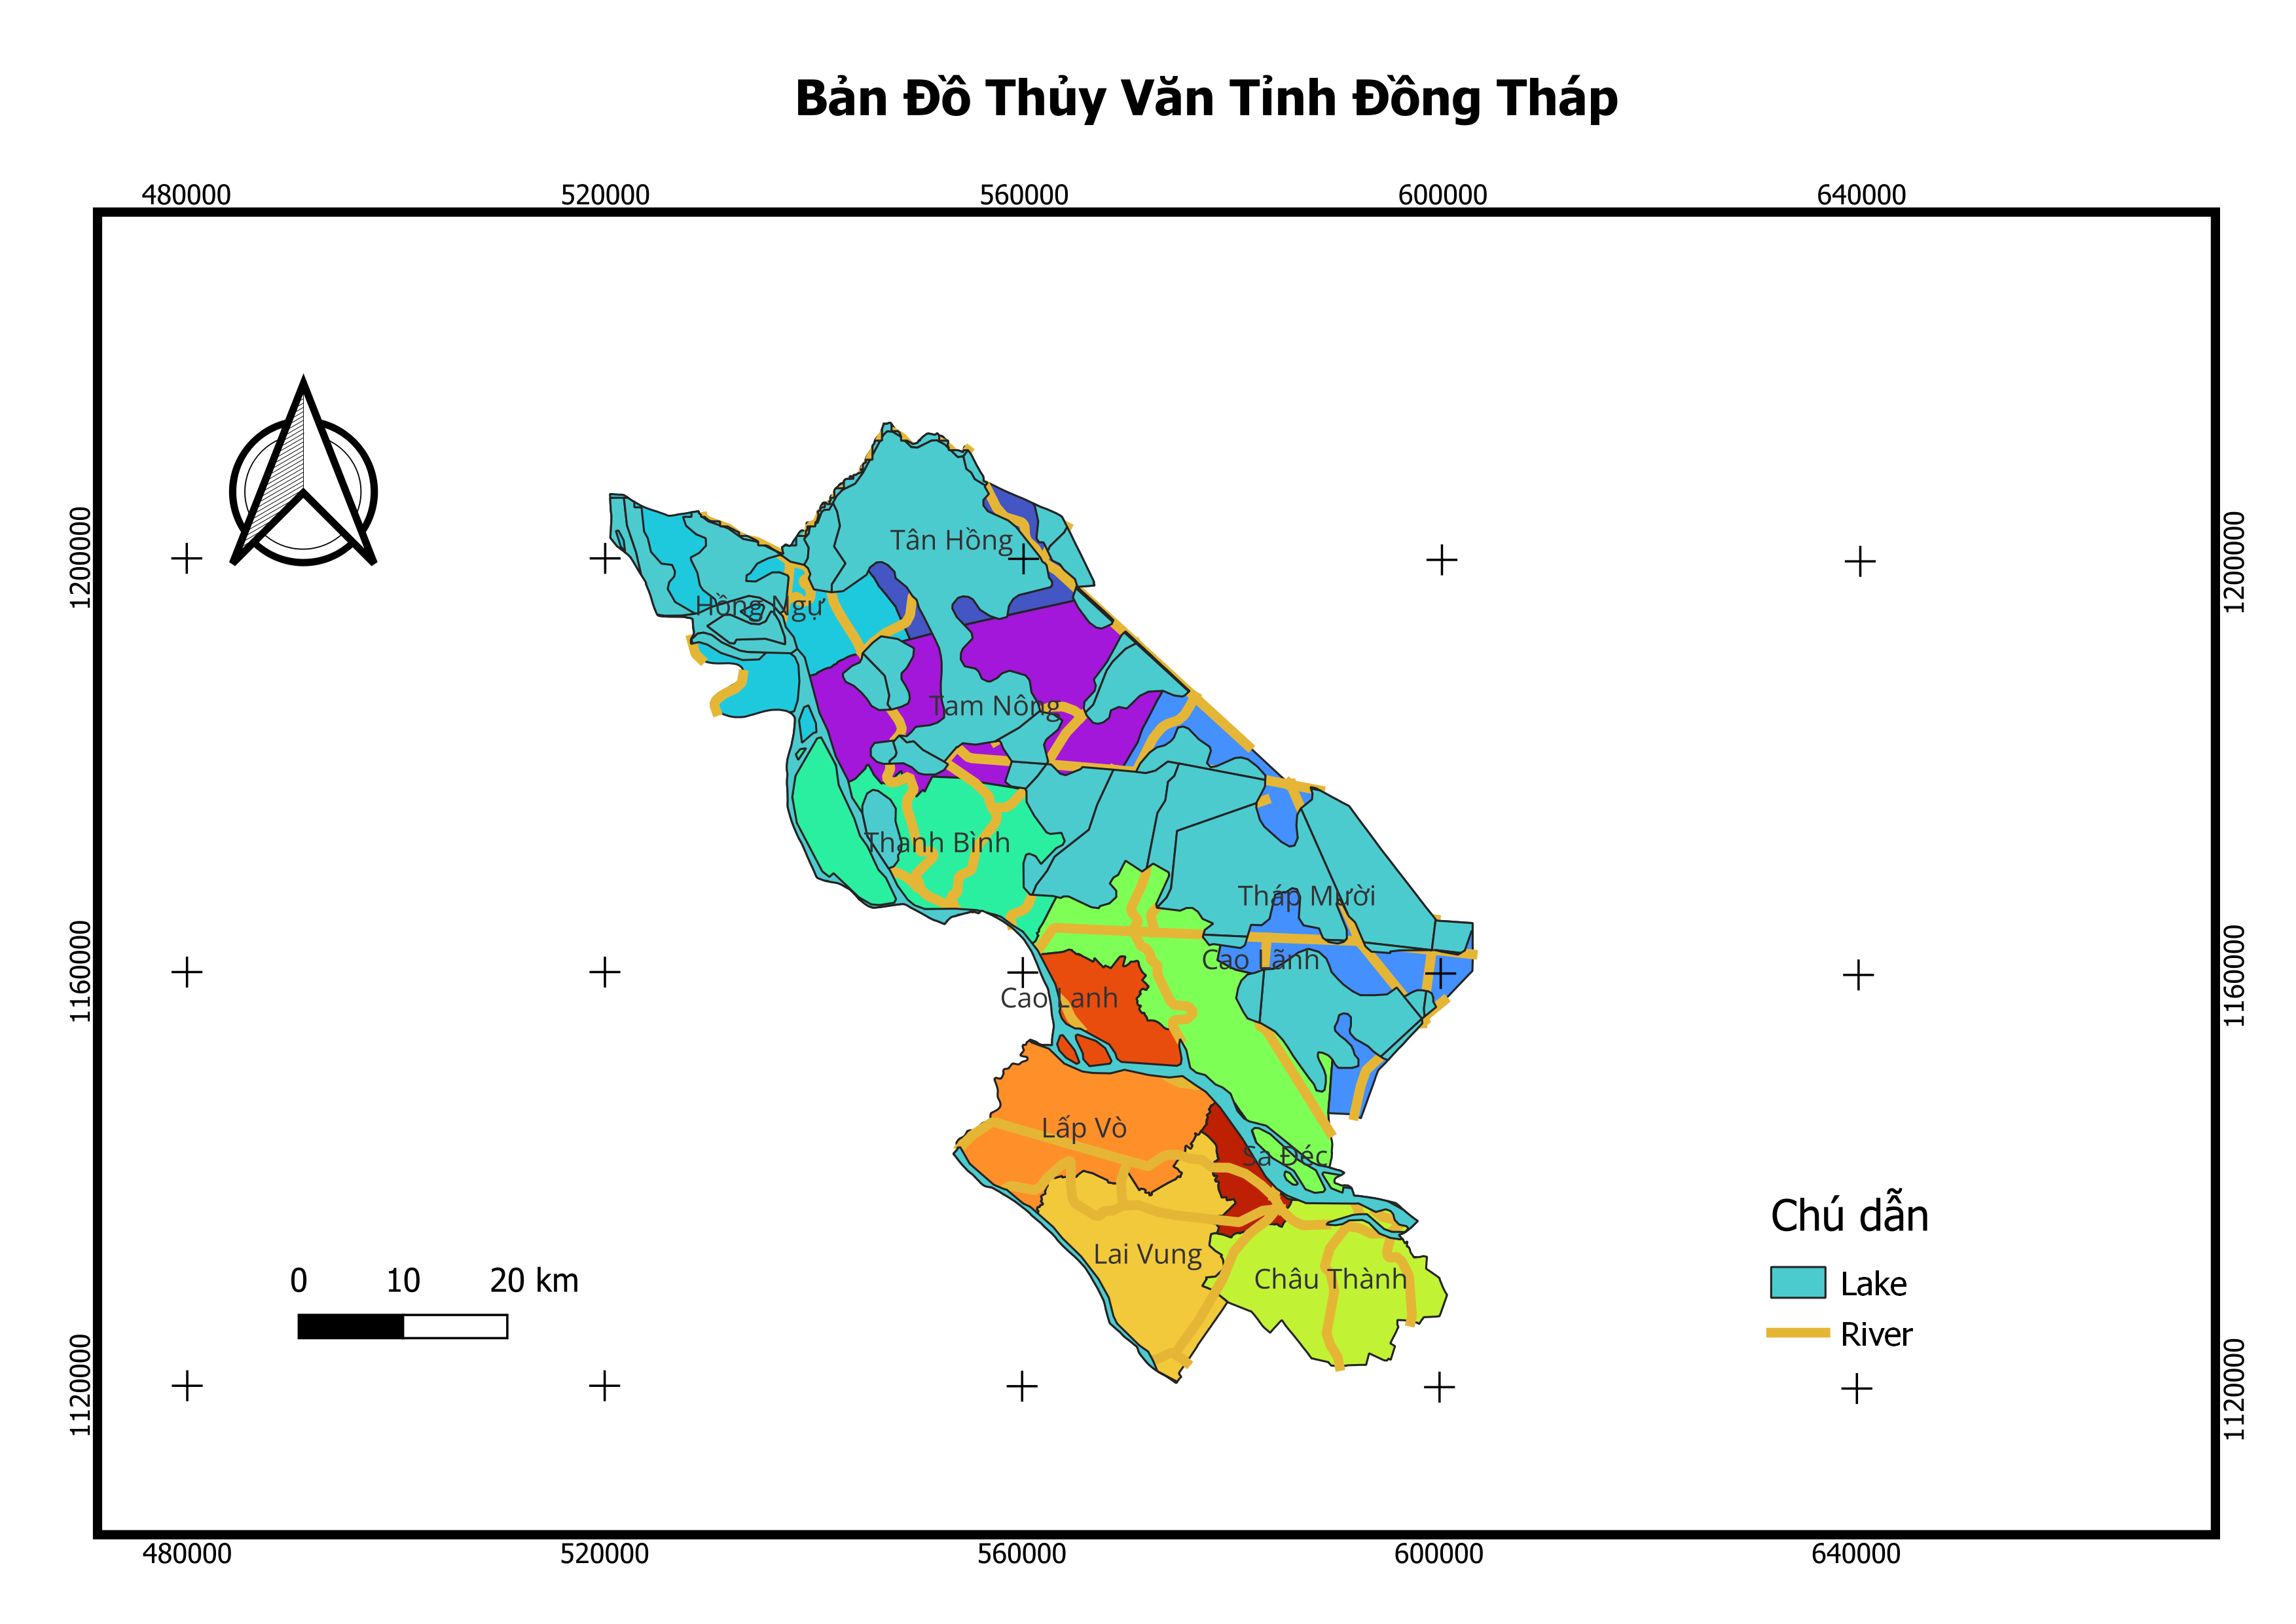 Bản Đồ Thủy Văn Tỉnh Đồng Tháp
480000 520000 560000 600000 640000
1200000 1200000
Tân Hồng
Hồng Ngự
Tam Nông
Thanh Bình
Tháp Mười
Cao Lãnh
1160000 1160000
Cao Lanh
Lấp Vò
Sa Đéc
Chú dẫn
Lai Vung
Châu Thành
0 10 20 km
Lake
River
1120000 1120000
480000 520000 560000 600000 640000